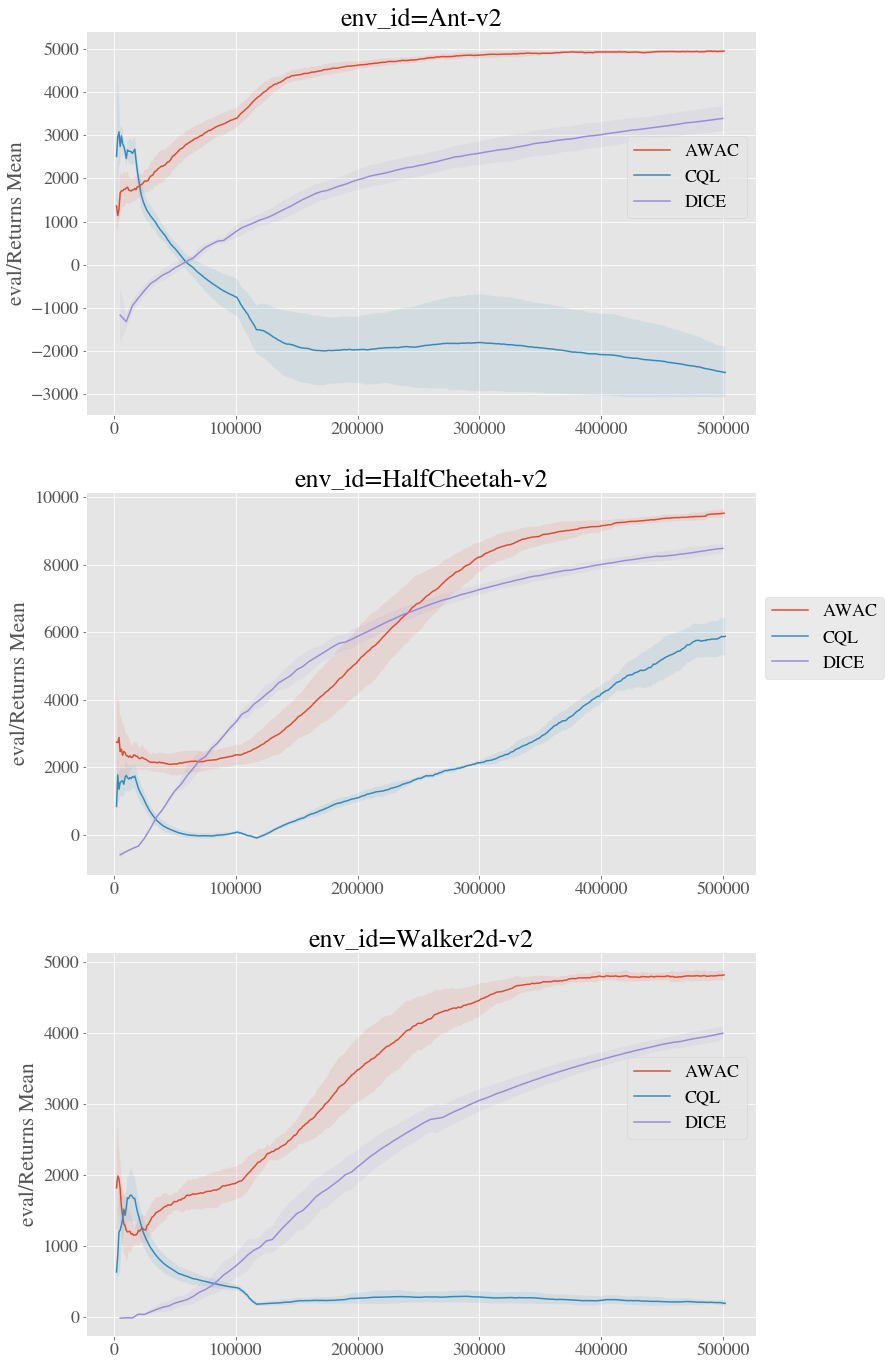 env_id=Ant-v2
eval/Returns Mean
5000
4000
3000
2000
1000
0
−1000
−2000
−3000
AWAC
CQL
DICE
0 100000 200000 300000 400000 500000
env_id=HalfCheetah-v2
eval/Returns Mean
10000
8000
6000
4000
2000
0
AWAC
CQL
DICE
0 100000 200000 300000 400000 500000
env_id=Walker2d-v2
eval/Returns Mean
5000
4000
3000
2000
1000
0
AWAC
CQL
DICE
0 100000 200000 300000 400000 500000